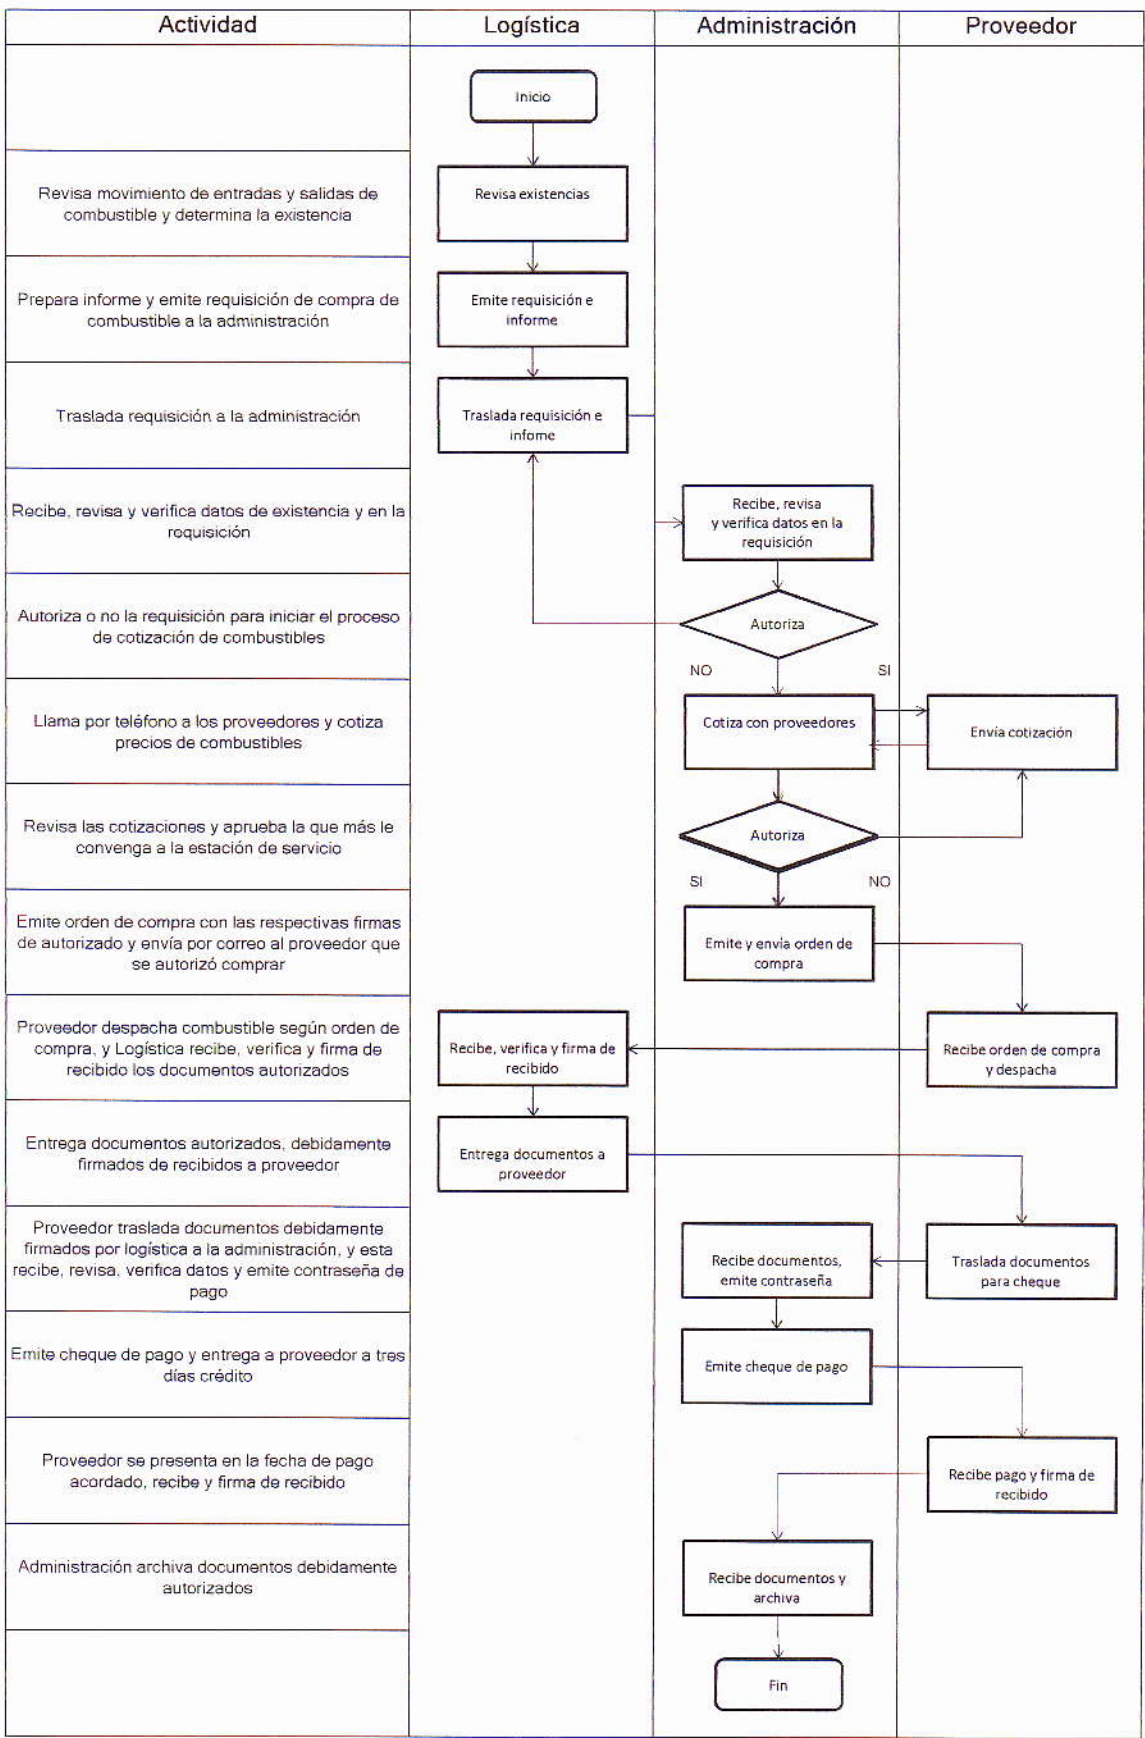 Actividad
Logística
Administración
Proveedor
Inicio
Revisa movimiento de entradas y salidas de
combustible y determina la existencia
Revisa existencias
Prepara informe y emite requisición de compra de
combustible a la administración
Emite requisición e
informe
Traslada requisición a la administración
Traslada requisición e
infome
Recibe, revisa y verifica datos de existencia y en la
requisición
Recibe, revisa
y verifica datos en la
requisición
Autoriza o no la requisición para iniciar el proceso
de cotización de combustibles
Autoriza
NO
SI
Llama por teléfono a los proveedores y cotiza
precios de combustibles
Cotiza con proveedores
Envía cotización
Revisa las cotizaciones y aprueba la que más le
convenga a la estación de servicio
Autoriza
SI
NO
Emite orden de compra con las respectivas firmas
de autorizado y envía por correo al proveedor que
se autorizó comprar
Emite y envía orden de
compra
Proveedor despacha combustible según orden de
compra, y Logística recibe, verifica y firma de
recibido los documentos autorizados
Recibe, verifica y firma de
recibido
Recibe orden de compra
y despacha
Entrega documentos autorizados, debidamente
firmados de recibidos a proveedor
Entrega documentos a
proveedor
Proveedor traslada documentos debidamente
firmados por logística a la administración, y esta
recibe, revisa, verifica datos y emite contraseña de
pago
Recibe documentos,
emite contraseña
Traslada documentos
para cheque
Emite cheque de pago y entrega a proveedor a tres
días crédito
Emite cheque de pago
Proveedor se presenta en la fecha de pago
acordado, recibe y firma de recibido
Recibe pago y firma de
recibido
Administración archiva documentos debidamente
autorizados
Recibe documentos y
archiva
Fin